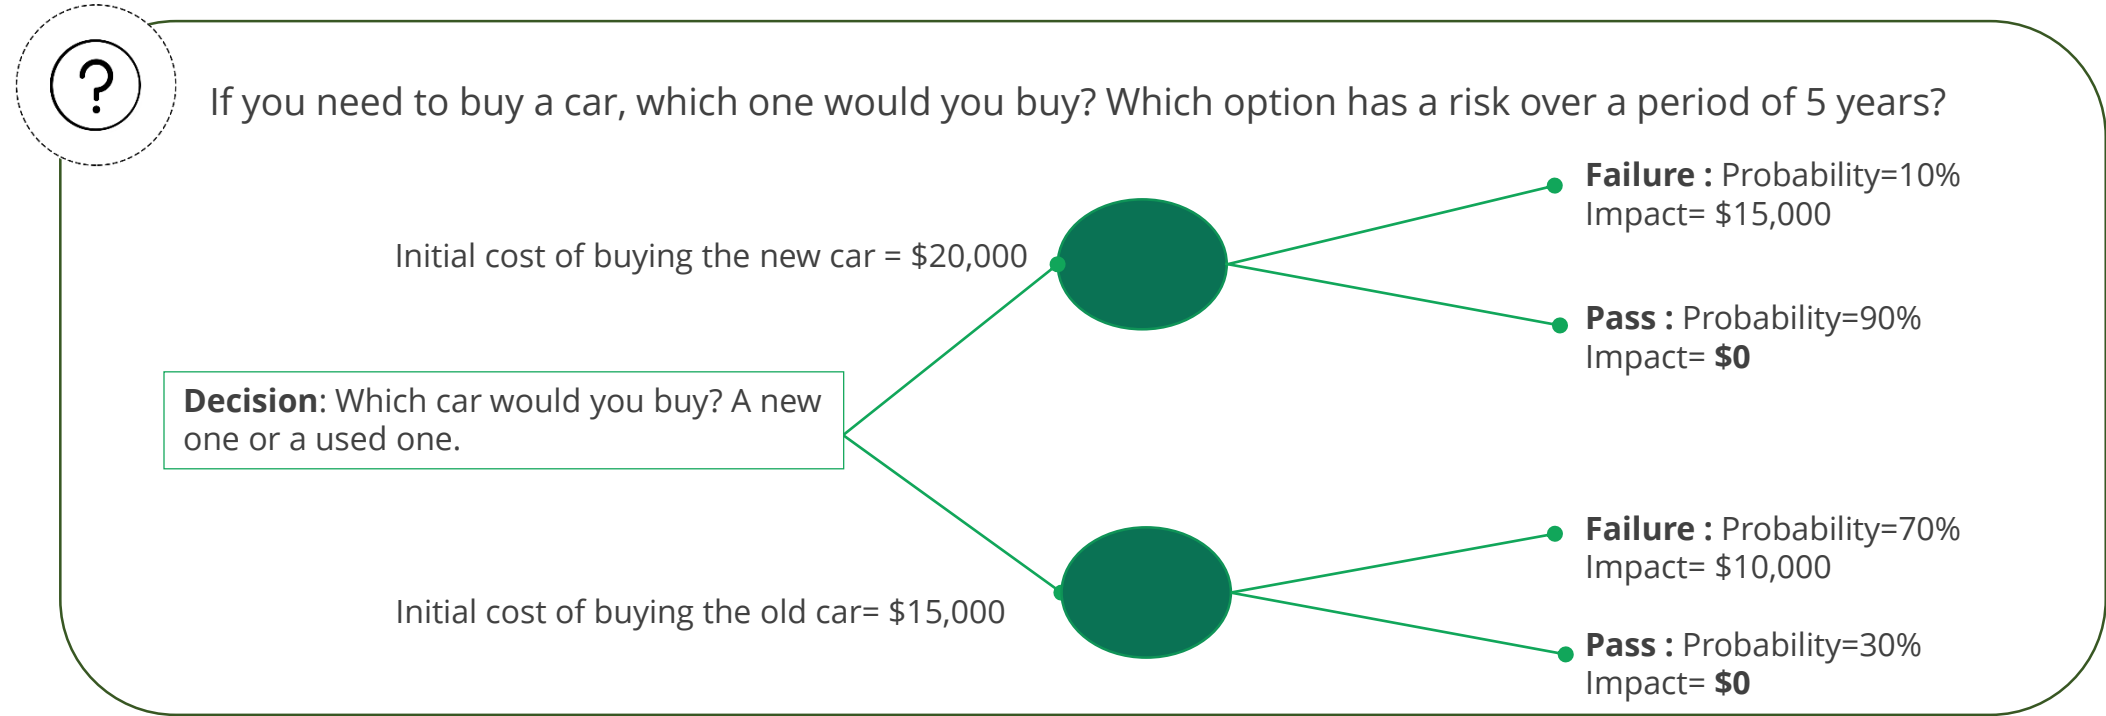 ?
If you need to buy a car, which one would you buy? Which option has a risk over a period of 5 years?
Failure : Probability=10%
Impact= $15,000
Initial cost of buying the new car = $20,000
Pass : Probability=90%
Impact= $0
Decision: Which car would you buy? A new
one or a used one.
Failure : Probability=70%
Impact= $10,000
Initial cost of buying the old car= $15,000
Pass : Probability=30%
Impact= $0